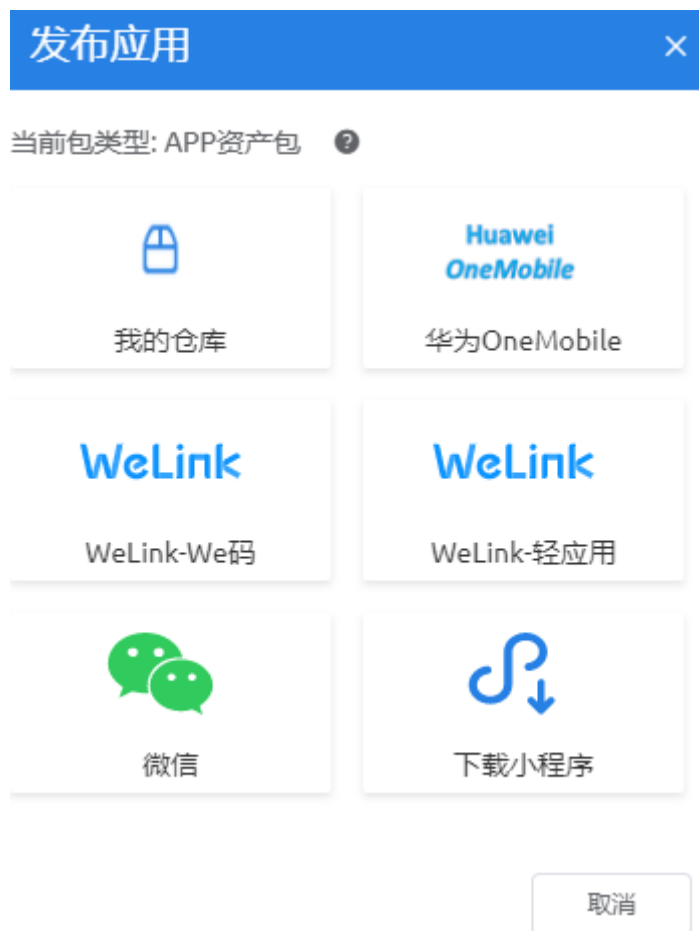 发布应用
当前包类型: APP资产包
Huawei
OneMobile
我的仓库
华为OneMobile
WeLink
WeLink
WeLink-We码
WeLink-轻应用
微信
下载小程序
取消